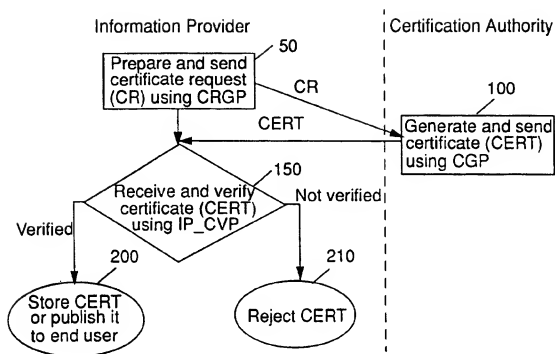 Information Provider
Certification Authority
50
Prepare and send
certificate request
(CR) using CRGP
CR
100
CERT
Generate and send
certificate (CERT)
using CGP
150
Receive and verify
certificate (CERT)
using IP_CVP
Not verified
Verified
200
210
Store CERT
or publish it
to end user
Reject CERT